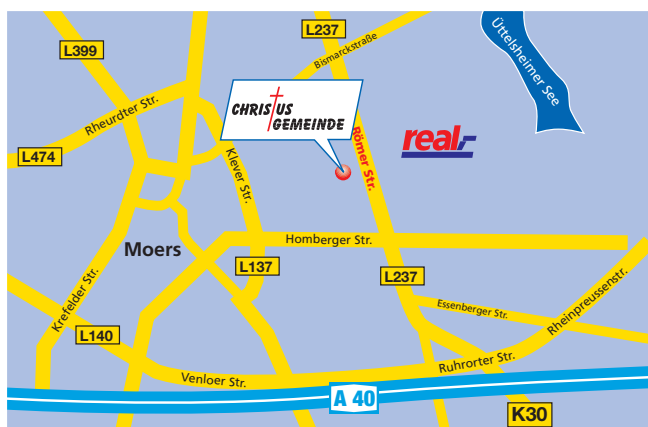 L237
L399
Bismarckstraße
Üttelsheimer See
Rheurdter Str.
CHRISTUS
GEMEINDE
Römer Str.
real,-
Klever Str.
L474
Homberger Str.
Moers
L137
L237
Krefelder Str.
Essenberger Str.
Rheinpreussenstr.
L140
Ruhrorter Str.
Venloer Str.
A 40
K30